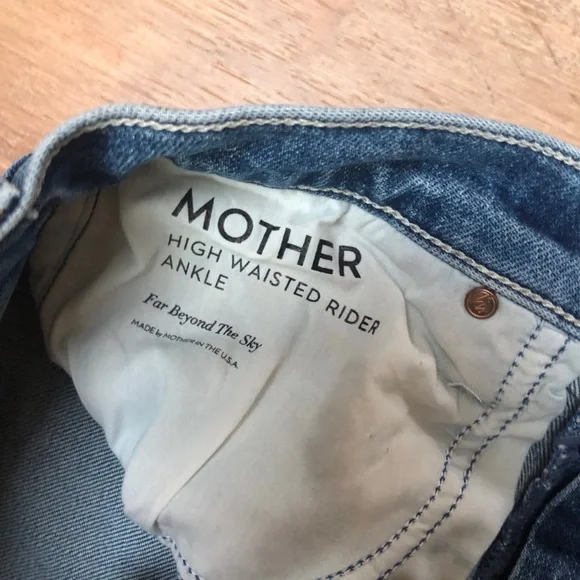 MOTHER
HIGH WAISTED RIDER
ANKLE
Far Beyond The Sky
MADE by MOTHER IN THE U.S.A.